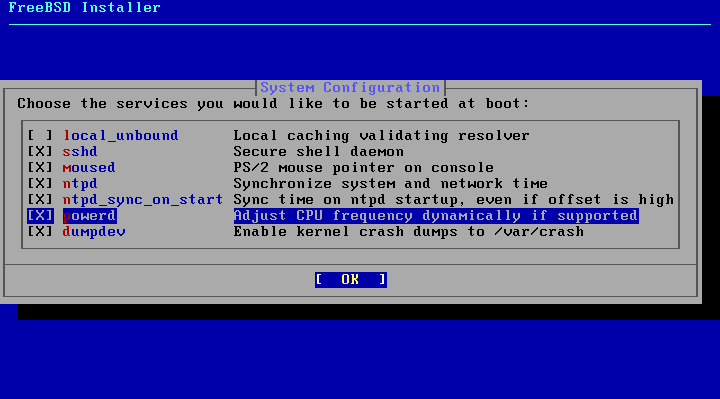 FreeBSD Installer
System Configuration
Choose the services you would like to be started at boot:
[ ] local_unbound Local caching validating resolver
[X] sshd Secure shell daemon
[X] moused PS/2 mouse pointer on console
[X] ntpd Synchronize system and network time
[X] ntpd_sync_on_start Sync time on ntpd startup, even if offset is high
[X] powerd Adjust CPU frequency dynamically if supported
[X] dumpdev Enable kernel crash dumps to /var/crash
[ OK ]